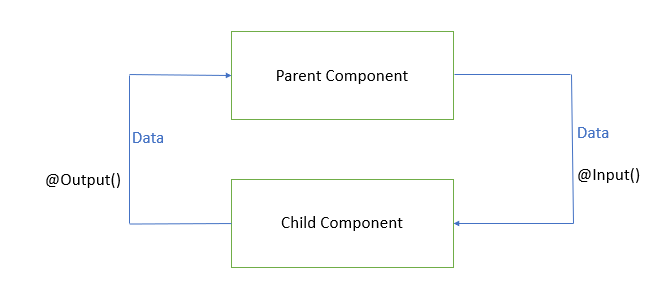 Parent Component
Data
Data
@Output()
@Input()
Child Component